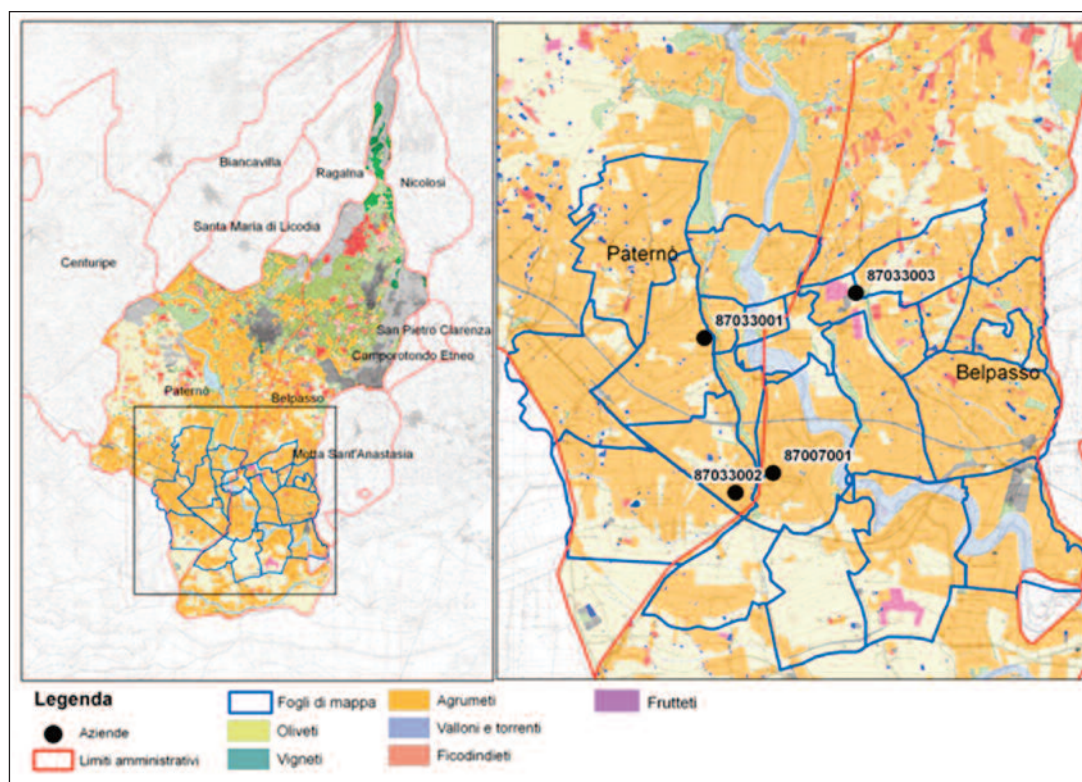 Biancavilla
Ragalna
Nicolosi
Santa Maria di Licodia
Centuripe
San Pietro Clarenza
Camporotondo Etneo
Paternò
Belpasso
Motta Sant'Anastasia
Paternò
87033003
87033001
Belpasso
87007001
87033002
Legenda
Aziende
Limiti amministrativi
Fogli di mappa
Oliveti
Vigneti
Agrumeti
Valloni e torrenti
Ficodindieti
Frutteti